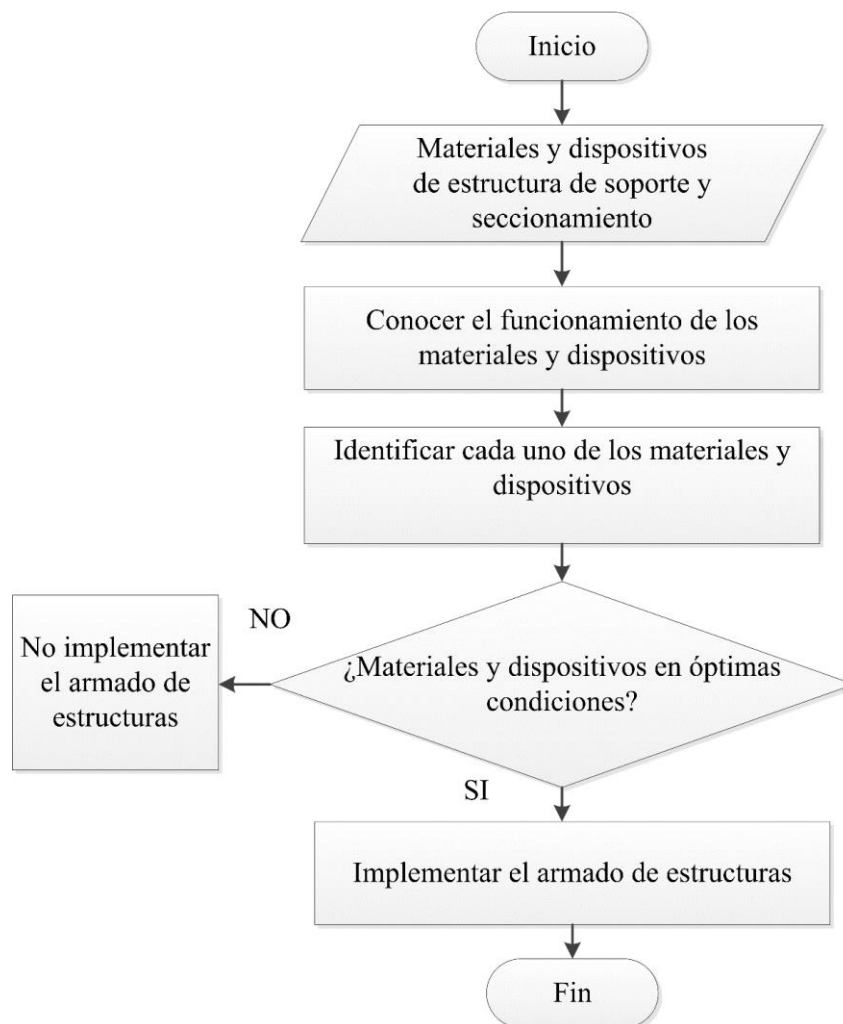 Inicio
Materiales y dispositivos
de estructura de soporte y
seccionamiento
Conocer el funcionamiento de los
materiales y dispositivos
Identificar cada uno de los materiales y
dispositivos
¿Materiales y dispositivos en óptimas
condiciones?
NO
No implementar
el armado de
estructuras
SI
Implementar el armado de estructuras
Fin